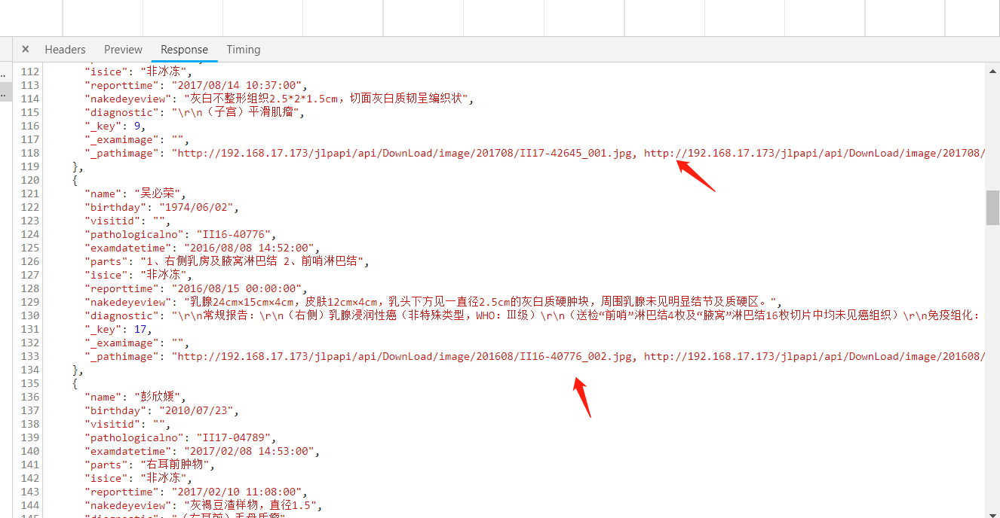 × Headers Preview Response Timing
112 "isice": "非冰冻",
113 "reporttime": "2017/08/14 10:37:00",
114 "nakedeyeview": "灰白不整形组织2.5*2*1.5cm，切面灰白质韧呈编织状",
115 "diagnostic": "\r\n（子宫）平滑肌瘤",
116 "_key": 9,
117 "_examimage": "",
118 "_pathimage": "http://192.168.17.173/jlpapi/api/DownLoad/image/201708/II17-42645_001.jpg, http://192.168.17.173/jlpapi/api/DownLoad/image/201708/
119 },
120 {
121 "name": "吴必荣",
122 "birthday": "1974/06/02",
123 "visitid": "",
124 "pathologicalno": "II16-40776",
125 "examdatetime": "2016/08/08 14:52:00",
126 "parts": "1、右侧乳房及腋窝淋巴结 2、前哨淋巴结",
127 "isice": "非冰冻",
128 "reporttime": "2016/08/15 00:00:00",
129 "nakedeyeview": "乳腺24cm×15cm×4cm，皮肤12cm×4cm，乳头下方见一直径2.5cm的灰白质硬肿块，周围乳腺未见明显结节及质硬区。",
130 "diagnostic": "\r\n常规报告：\r\n（右侧）乳腺浸润性癌（非特殊类型，WHO：Ⅲ级）\r\n（送检“前哨”淋巴结4枚及“腋窝”淋巴结16枚切片中均未见癌组织）\r\n免疫组化：
131 "_key": 17,
132 "_examimage": "",
133 "_pathimage": "http://192.168.17.173/jlpapi/api/DownLoad/image/201608/II16-40776_002.jpg, http://192.168.17.173/jlpapi/api/DownLoad/image/201608/
134 },
135 {
136 "name": "彭欣媛",
137 "birthday": "2010/07/23",
138 "visitid": "",
139 "pathologicalno": "II17-04789",
140 "examdatetime": "2017/02/08 14:53:00",
141 "parts": "右耳前肿物",
142 "isice": "非冰冻",
143 "reporttime": "2017/02/10 11:08:00",
144 "nakedeyeview": "灰褐豆渣样物，直径1.5",